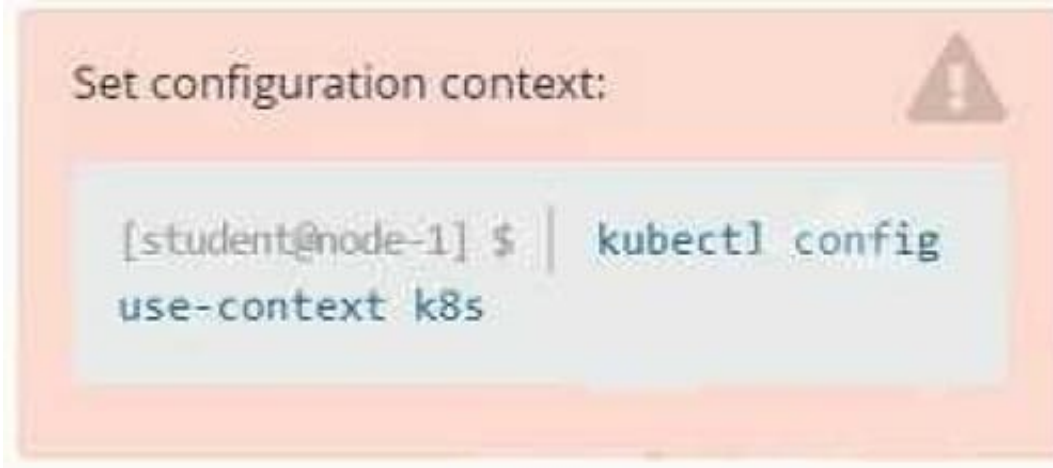 Set configuration context:
[student@node-1] $ | kubectl config
use-context k8s